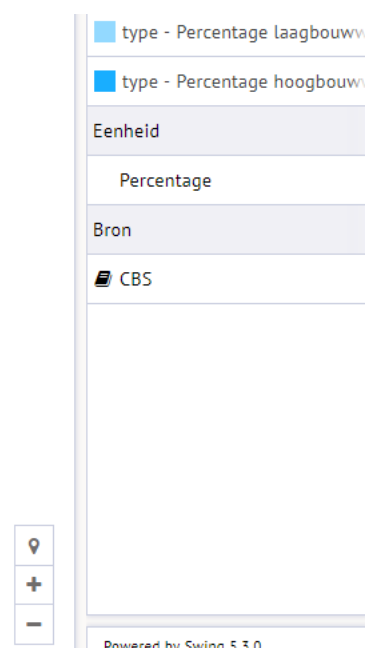 type - Percentage laagbouww
type - Percentage hoogbouww
Eenheid
Percentage
Bron
CBS
Powered by Swing 5.3.0